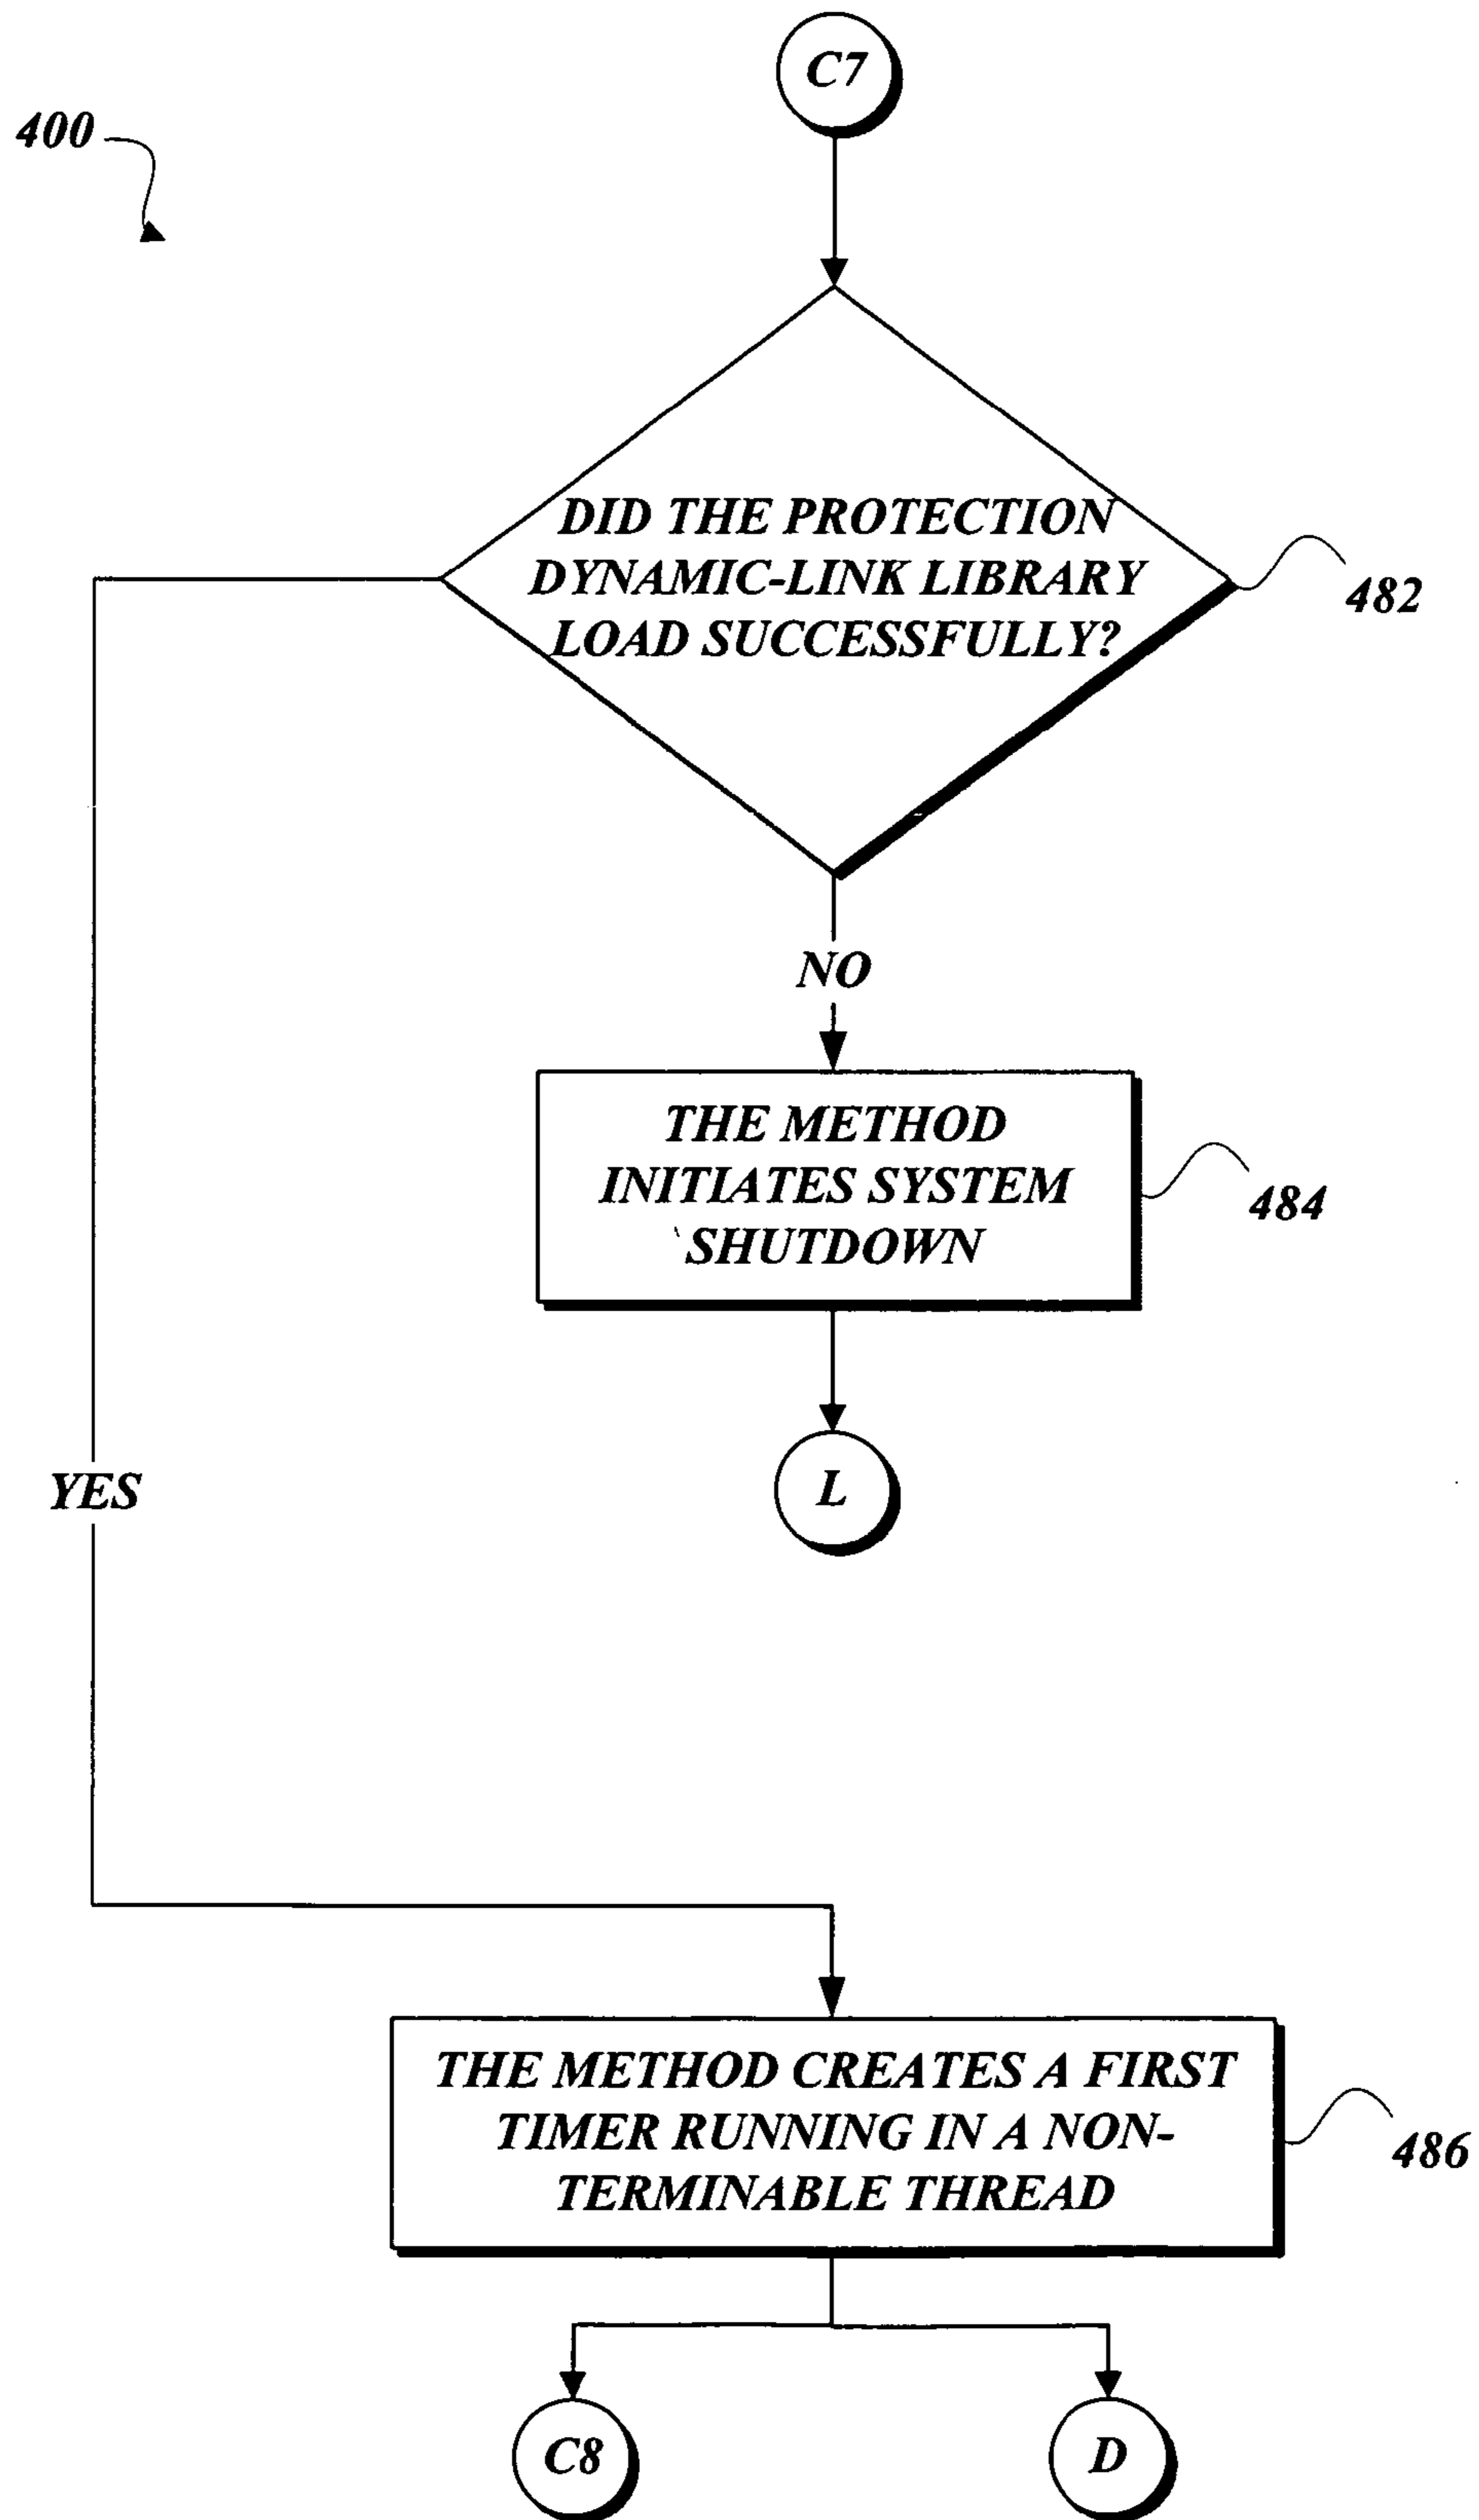 C7
400
DID THE PROTECTION
DYNAMIC-LINK LIBRARY
LOAD SUCCESSFULLY?
482
NO
THE METHOD
INITIATES SYSTEM
SHUTDOWN
484
L
YES
THE METHOD CREATES A FIRST
TIMER RUNNING IN A NON-
TERMINABLE THREAD
486
C8
D